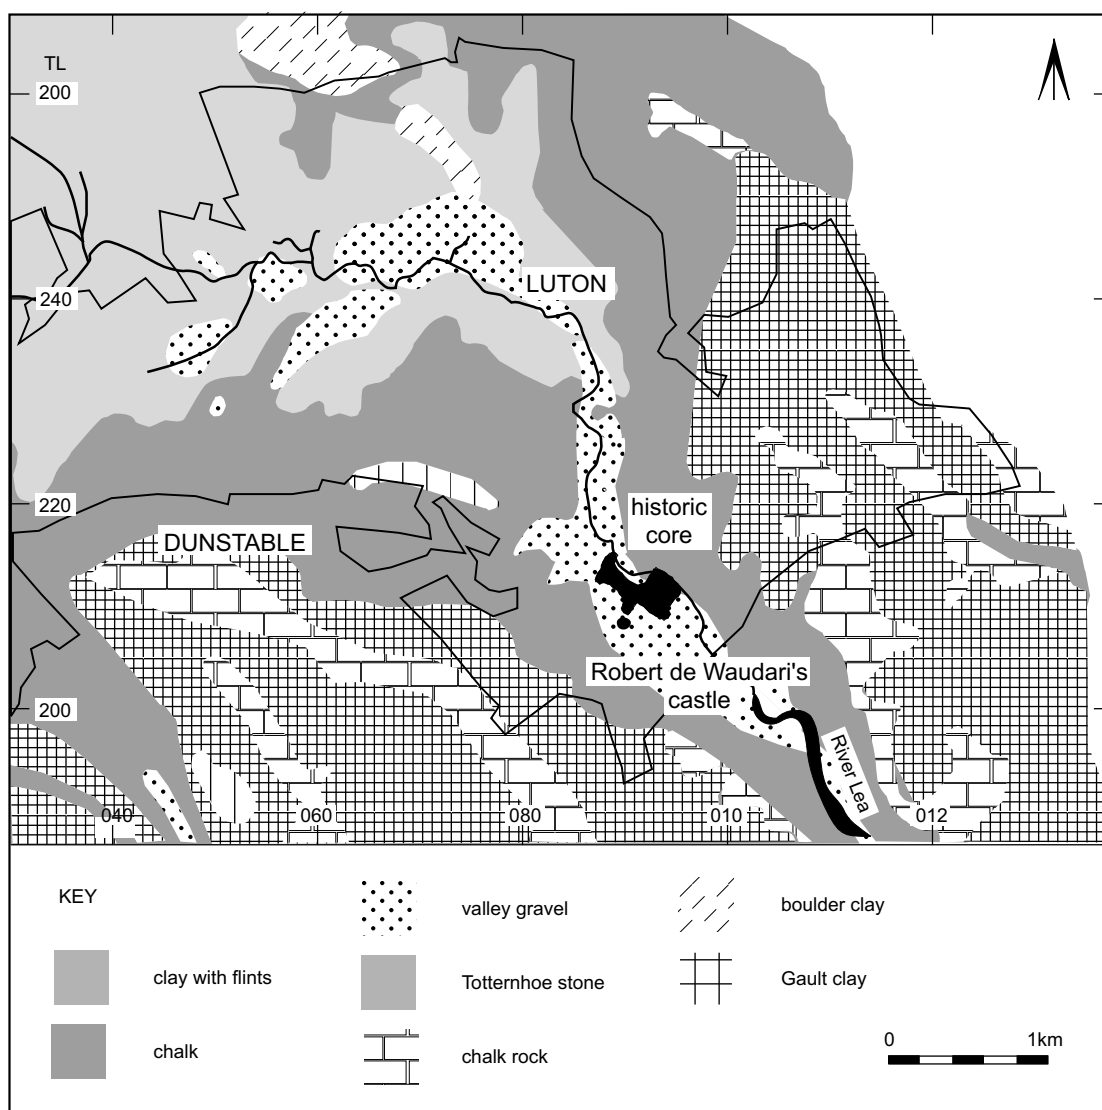 TL
200
240
LUTON
220
historic
core
DUNSTABLE
Robert de Waudari's
castle
200
River Lea
040
060
080
010
012
KEY
valley gravel
boulder clay
clay with flints
Totternhoe stone
Gault clay
chalk
chalk rock
0
1km